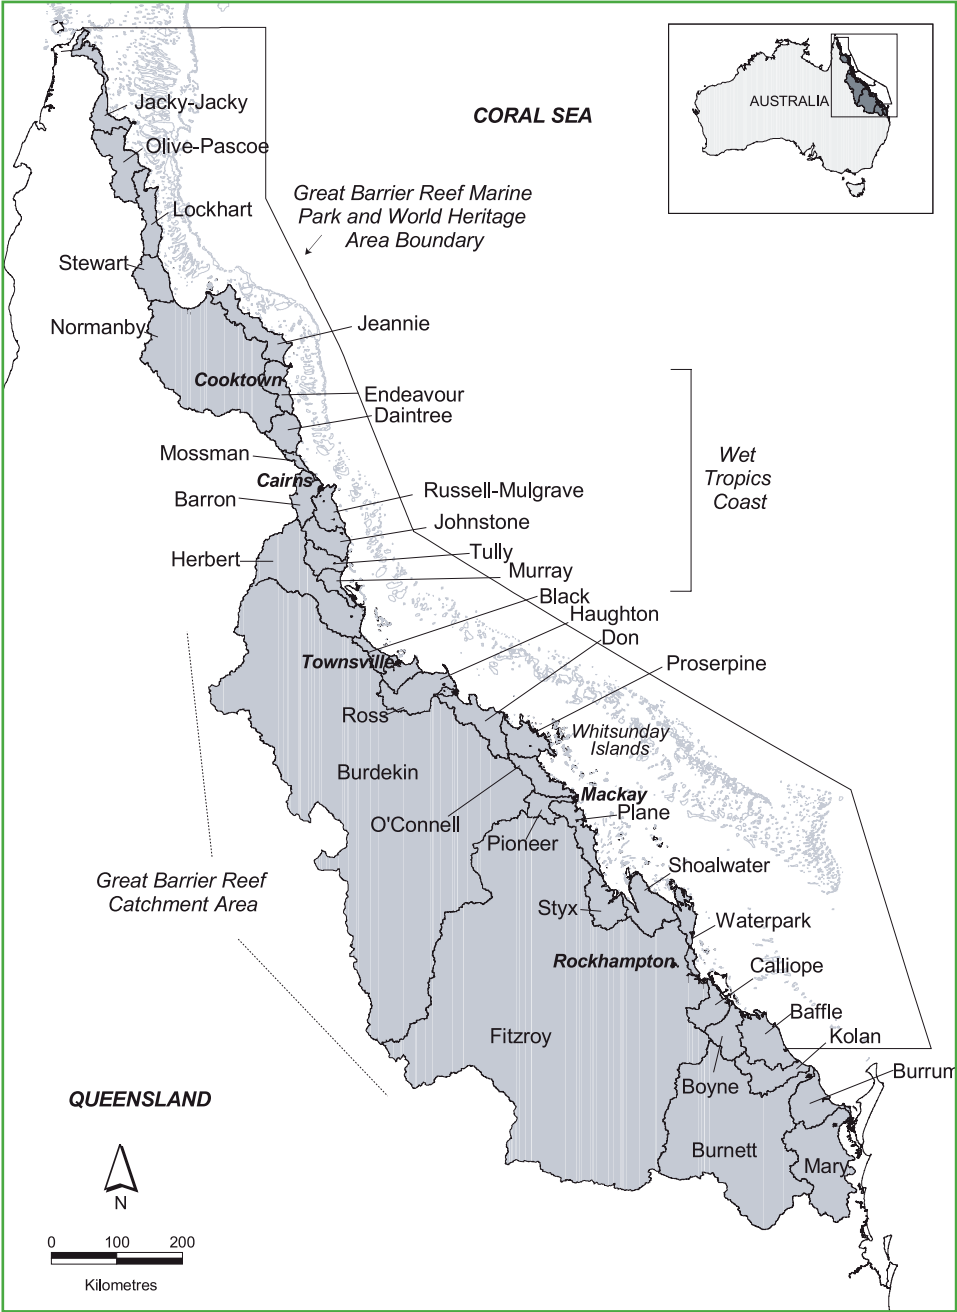 Jacky-Jacky
CORAL SEA
AUSTRALIA
Olive-Pascoe
Great Barrier Reef Marine
Park and World Heritage
Area Boundary
Lockhart
Stewart
Normanby
Jeannie
Cooktown
Endeavour
Daintree
Mossman
Wet
Tropics
Coast
Cairns
Barron
Russell-Mulgrave
Johnstone
Herbert
Tully
Murray
Black
Haughton
Don
Townsville
Proserpine
Ross
Whitsunday
Islands
Burdekin
Mackay
Plane
O'Connell
Pioneer
Shoalwater
Great Barrier Reef
Catchment Area
Styx
Waterpark
Rockhampton
Calliope
Baffle
Fitzroy
Kolan
Burrum
Boyne
QUEENSLAND
Burnett
Mary
N
0 100 200
Kilometres